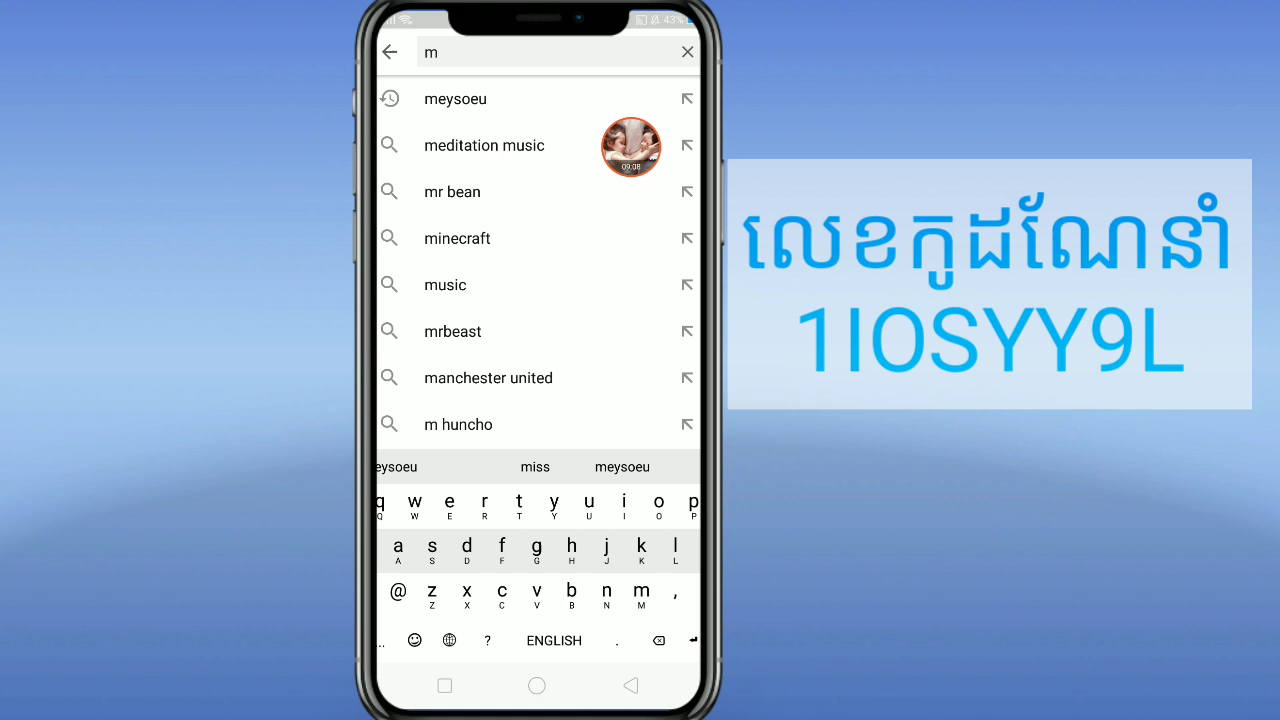 43%
m
meysoeu
meditation music
09:08
mr bean
minecraft
music
mrbeast
manchester united
m huncho
eysoeu miss meysoeu
q w e r t y u i o p
Q W E R T Y U I O P
a s d f g h j k l
A S D F G H J K L
@ z x c v b n m ,
Z X C V B N M
... ? ENGLISH .
លេខកូដណែនាំ
1IOSYY9L